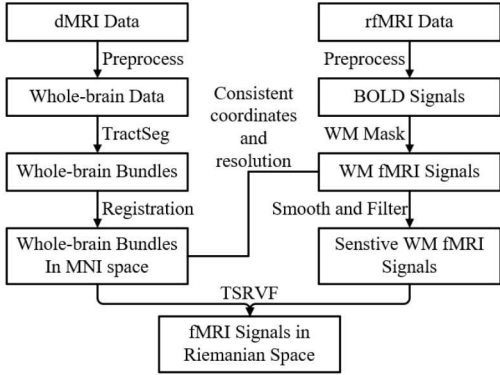 dMRI Data
rfMRI Data
Preprocess
Preprocess
Whole-brain Data
Consistent
coordinates
and
resolution
BOLD Signals
TractSeg
WM Mask
Whole-brain Bundles
WM fMRI Signals
Registration
Smooth and Filter
Whole-brain Bundles
In MNI space
Senstive WM fMRI
Signals
TSRVF
fMRI Signals in
Riemanian Space